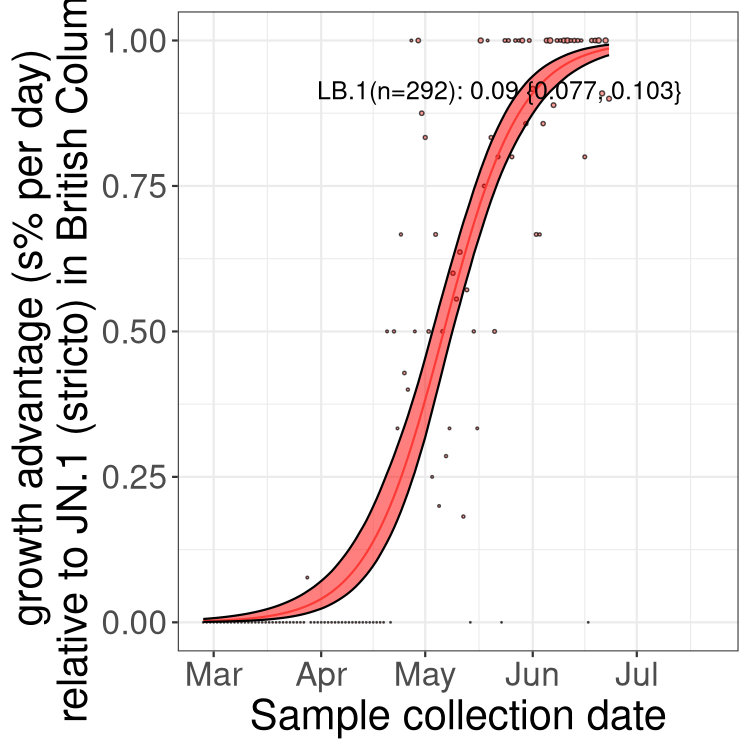 growth advantage (s% per day)
relative to JN.1 (stricto) in British Colum
1.00
0.75
0.50
0.25
0.00
LB.1(n=292): 0.09 {0.077, 0.103}
Mar Apr May Jun Jul
Sample collection date